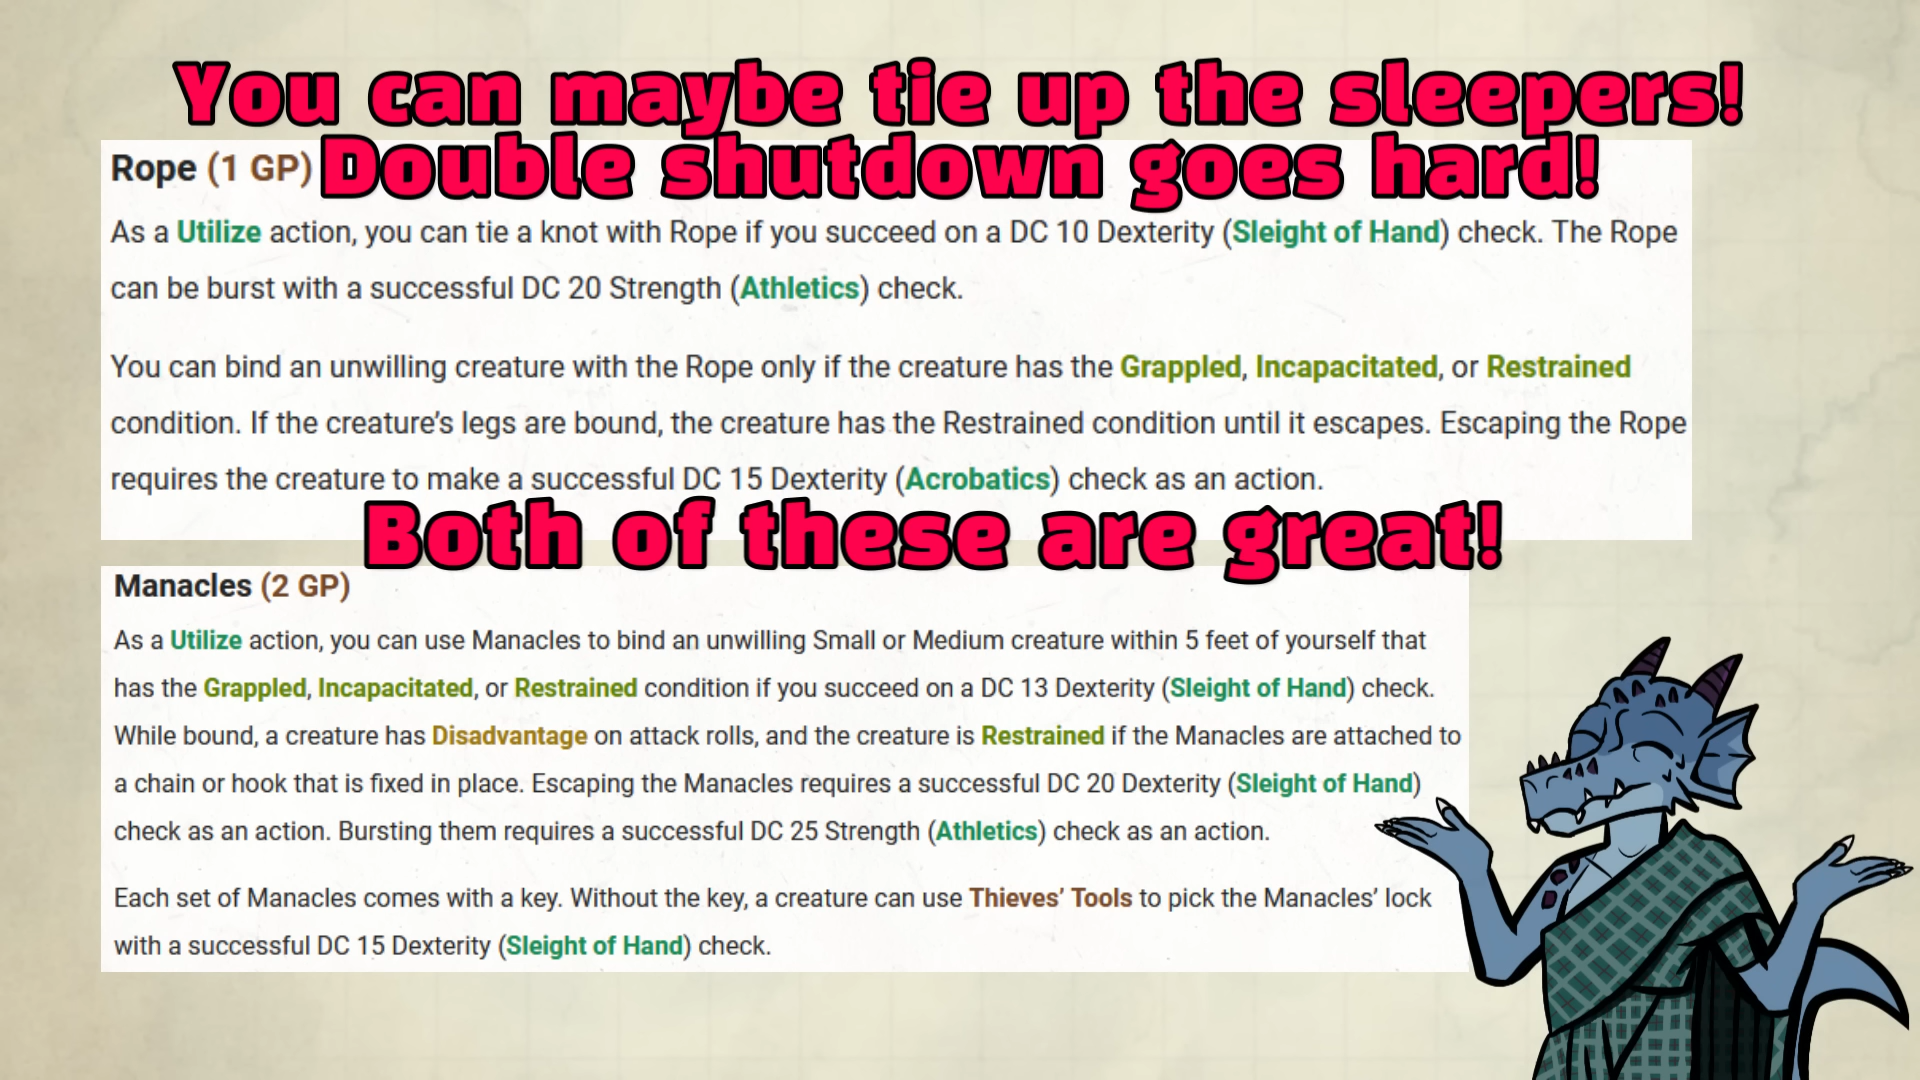 You can maybe tie up the sleepers!
Rope (1 GP) Double shutdown goes hard!
As a Utilize action, you can tie a knot with Rope if you succeed on a DC 10 Dexterity (Sleight of Hand) check. The Rope
can be burst with a successful DC 20 Strength (Athletics) check.
You can bind an unwilling creature with the Rope only if the creature has the Grappled, Incapacitated, or Restrained
condition. If the creature’s legs are bound, the creature has the Restrained condition until it escapes. Escaping the Rope
requires the creature to make a successful DC 15 Dexterity (Acrobatics) check as an action.
Both of these are great!
Manacles (2 GP)
As a Utilize action, you can use Manacles to bind an unwilling Small or Medium creature within 5 feet of yourself that
has the Grappled, Incapacitated, or Restrained condition if you succeed on a DC 13 Dexterity (Sleight of Hand) check.
While bound, a creature has Disadvantage on attack rolls, and the creature is Restrained if the Manacles are attached to
a chain or hook that is fixed in place. Escaping the Manacles requires a successful DC 20 Dexterity (Sleight of Hand)
check as an action. Bursting them requires a successful DC 25 Strength (Athletics) check as an action.
Each set of Manacles comes with a key. Without the key, a creature can use Thieves’ Tools to pick the Manacles’ lock
with a successful DC 15 Dexterity (Sleight of Hand) check.